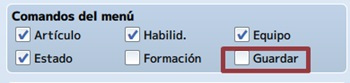 Comandos del menú
Artículo Habilid. Equipo
Estado Formación Guardar